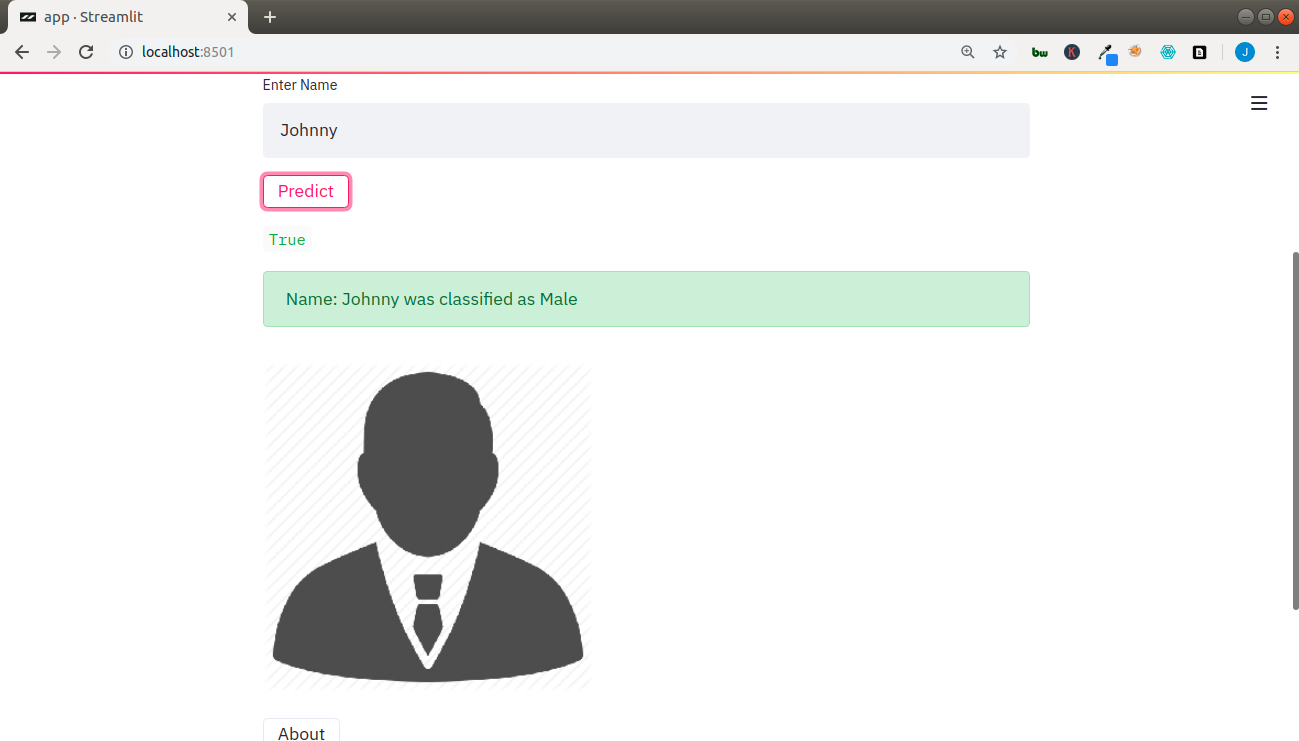 app · Streamlit
localhost:8501
bw
K
J
Enter Name
Johnny
Predict
True
Name: Johnny was classified as Male
About